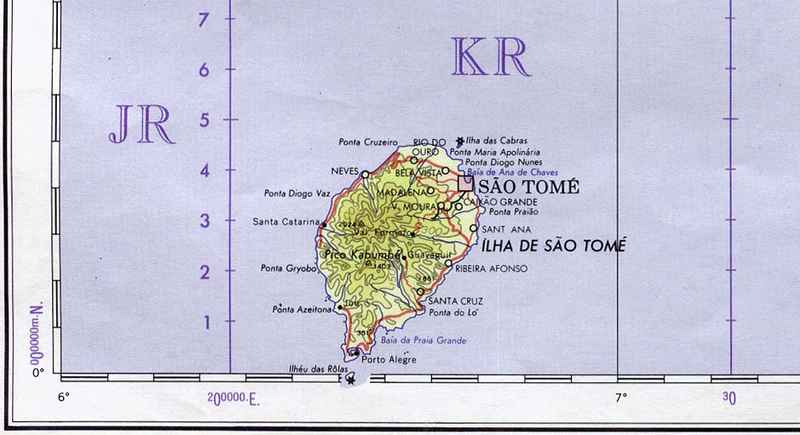 7
KR
6
JR
5
Ponta Cruzeiro
RIO DO
OURO
Ilha das Cabras
Ponta Maria Apolinária
Ponta Diogo Nunes
4
NEVES
BELA VISTA
Baía de Ana de Chaves
SÃO TOMÉ
Ponta Diogo Vaz
MADALENA
CAIXÃO GRANDE
V. MOURA
Ponta Praião
3
Santa Catarina
2024
SANT ANA
ÍLHA DE SÃO TOMÉ
Pico Kabumbé
2
Ponta Gryobo
RIBEIRA AFONSO
SANTA CRUZ
Ponta Azeitona
Ponta do Ló
1
Baía da Praia Grande
Porto Alegre
Ilhéu das Rôlas
000000m.N.
0°
6°
200000.E.
7°
30